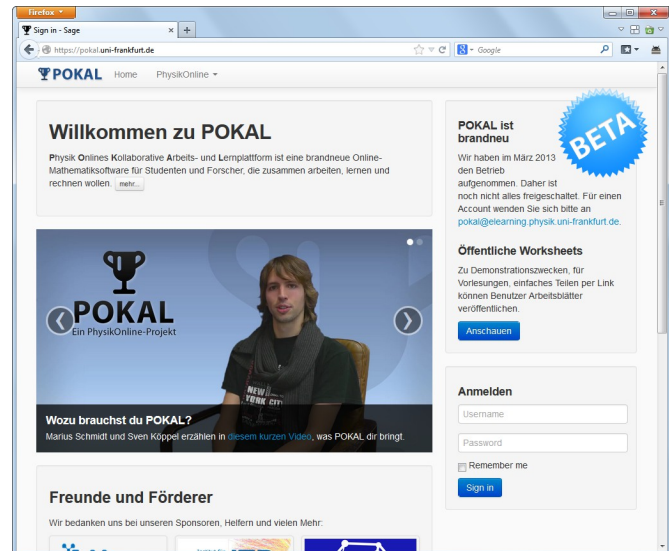 Firefox
Sign in - Sage
https://pokal.uni-frankfurt.de
Google
POKAL Home PhysikOnline
Willkommen zu POKAL
Physik Onlines Kollaborative Arbeits- und Lernplattform ist eine brandneue Online-
Mathematiksoftware für Studenten und Forscher, die zusammen arbeiten, lernen und
rechnen wollen. mehr...
POKAL
Ein PhysikOnline-Projekt
NEW
YORK CITY
Wozu brauchst du POKAL?
Marius Schmidt und Sven Köppel erzählen in diesem kurzen Video, was POKAL dir bringt.
Freunde und Förderer
Wir bedanken uns bei unseren Sponsoren, Helfern und vielen Mehr:
POKAL ist
brandneu
BETA
Wir haben im März 2013
den Betrieb
aufgenommen. Daher ist
noch nicht alles freigeschaltet. Für einen
Account wenden Sie sich bitte an
pokal@elearning.physik.uni-frankfurt.de.
Öffentliche Worksheets
Zu Demonstrationszwecken, für
Vorlesungen, einfaches Teilen per Link
können Benutzer Arbeitsblätter
veröffentlichen.
Anschauen
Anmelden
Username
Password
Remember me
Sign in